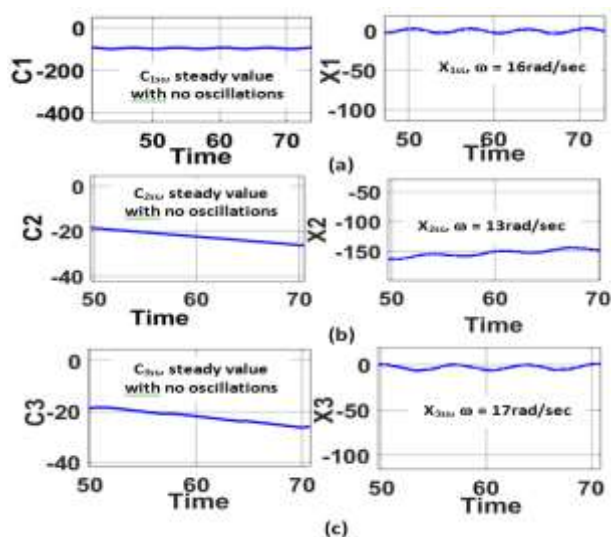 0
-200
-400
C1
C1ss, steady value
with no oscillations
50
60
70
Time
0
-50
-100
X1
X1ss, ω = 16rad/sec
50
60
70
Time
(a)
0
-20
-40
C2
C2ss, steady value
with no oscillations
50
60
70
Time
-50
-100
-150
X2
X2ss, ω = 13rad/sec
50
60
70
Time
(b)
0
-20
-40
C3
C3ss, steady value
with no oscillations
50
60
70
Time
0
-50
-100
X3
X3ss, ω = 17rad/sec
50
60
70
Time
(c)